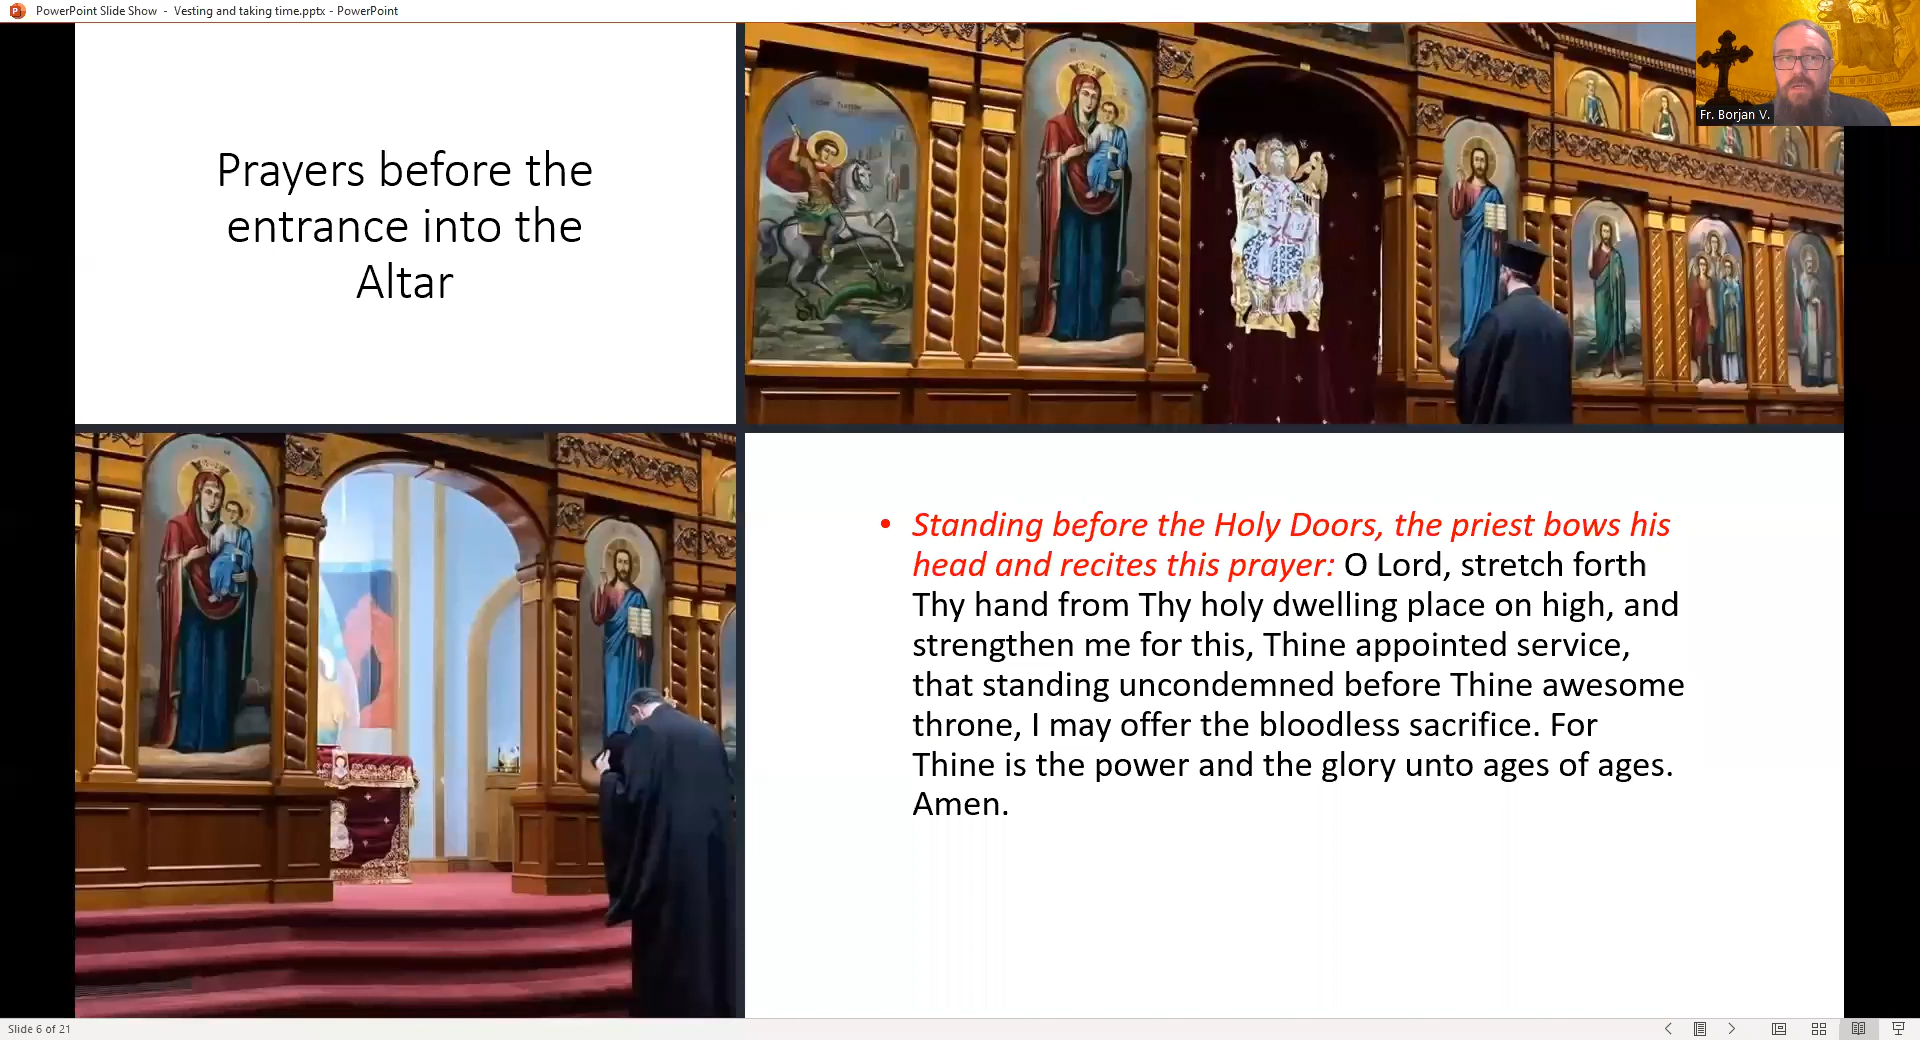 PowerPoint Slide Show - Vesting and taking time.pptx - PowerPoint
Fr. Borjan V.
Prayers before the
entrance into the
Altar
• Standing before the Holy Doors, the priest bows his
head and recites this prayer: O Lord, stretch forth
Thy hand from Thy holy dwelling place on high, and
strengthen me for this, Thine appointed service,
that standing uncondemned before Thine awesome
throne, I may offer the bloodless sacrifice. For
Thine is the power and the glory unto ages of ages.
Amen.
Slide 6 of 21